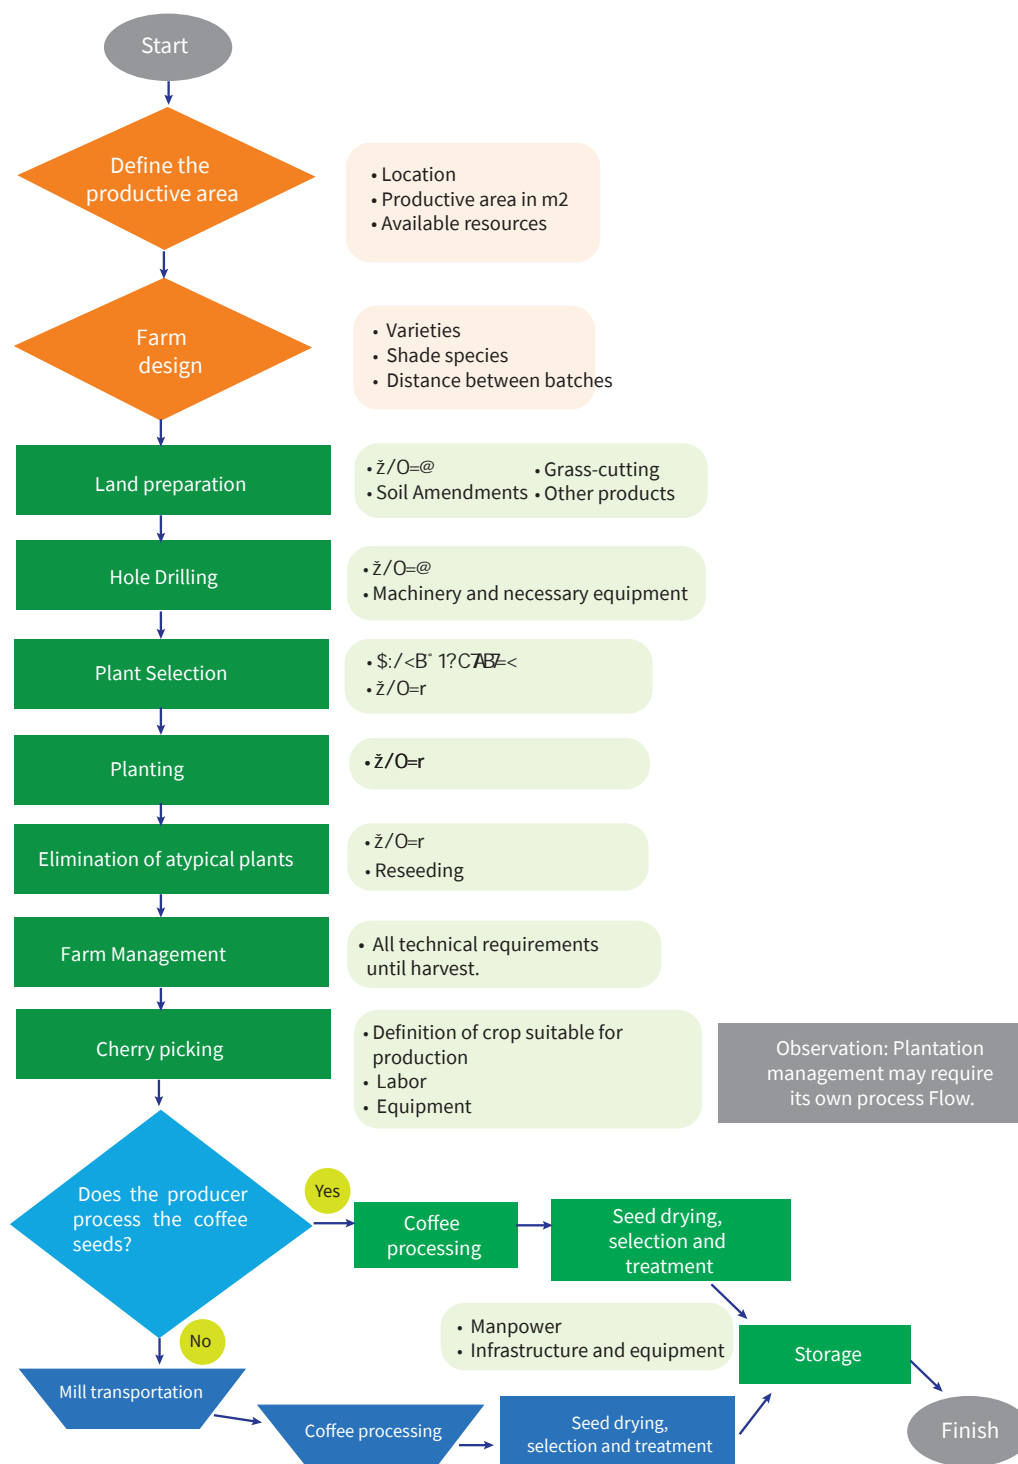 Start
Define the
productive area
• Location
• Productive area in m2
• Available resources
Farm
design
• Varieties
• Shade species
• Distance between batches
Land preparation
• ž/O=@
• Soil Amendments
• Grass-cutting
• Other products
Hole Drilling
• ž/O=@
• Machinery and necessary equipment
Plant Selection
• ž/O=r
Planting
• ž/O=r
Elimination of atypical plants
• ž/O=r
• Reseeding
Farm Management
• All technical requirements
until harvest.
Cherry picking
• Definition of crop suitable for
production
• Labor
• Equipment
Observation: Plantation
management may require
its own process Flow.
Does the producer
process the coffee
seeds?
Yes
Coffee
processing
Seed drying,
selection and
treatment
No
• Manpower
• Infrastructure and equipment
Storage
Mill transportation
Coffee processing
Seed drying,
selection and treatment
Finish